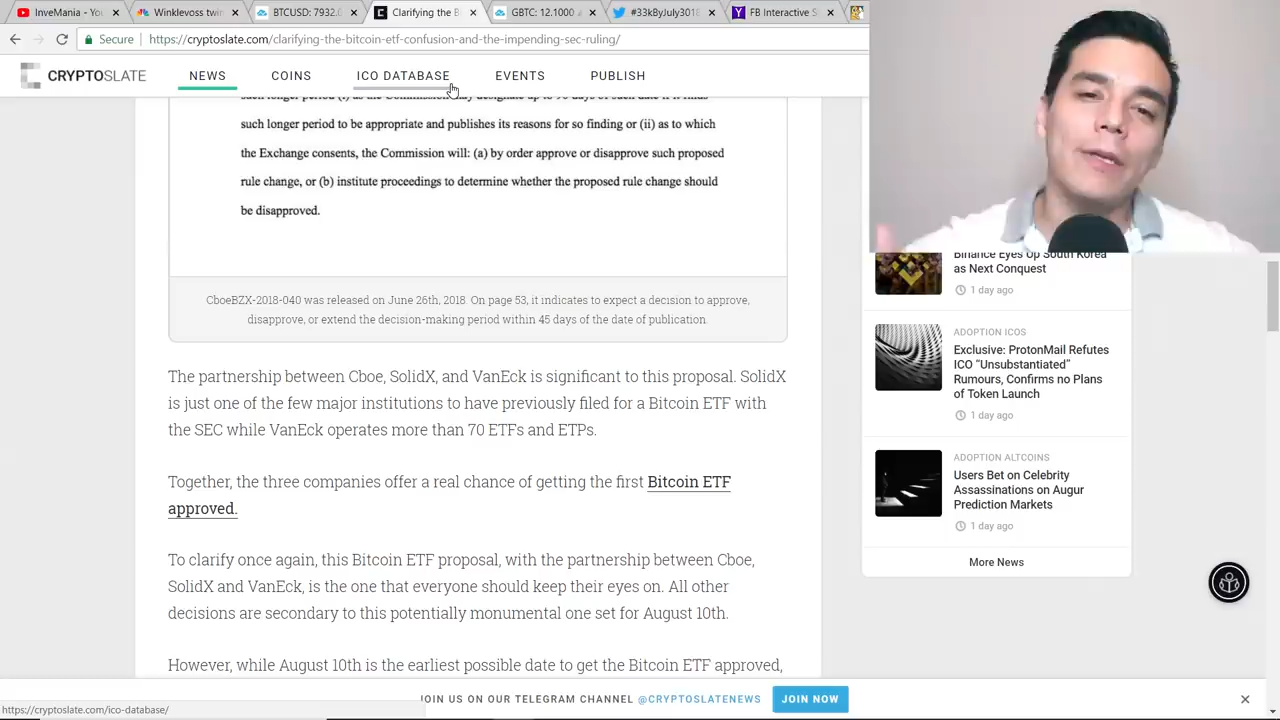 InveMania - YouT
Winklevoss twins
BTCUSD: 7932.0
Clarifying the B
GBTC: 12.1000
#33kByJuly3018
FB Interactive S
Secure
https://cryptoslate.com/clarifying-the-bitcoin-etf-confusion-and-the-impending-sec-ruling/
CRYPTOSLATE
NEWS
COINS
ICO DATABASE
EVENTS
PUBLISH
such longer period to be appropriate and publishes its reasons for so finding or (ii) as to which
the Exchange consents, the Commission will: (a) by order approve or disapprove such proposed
rule change, or (b) institute proceedings to determine whether the proposed rule change should
be disapproved.
CboeBZX-2018-040 was released on June 26th, 2018. On page 53, it indicates to expect a decision to approve,
disapprove, or extend the decision-making period within 45 days of the date of publication.
The partnership between Cboe, SolidX, and VanEck is significant to this proposal. SolidX
is just one of the few major institutions to have previously filed for a Bitcoin ETF with
the SEC while VanEck operates more than 70 ETFs and ETPs.
Together, the three companies offer a real chance of getting the first Bitcoin ETF
approved.
To clarify once again, this Bitcoin ETF proposal, with the partnership between Cboe,
SolidX and VanEck, is the one that everyone should keep their eyes on. All other
decisions are secondary to this potentially monumental one set for August 10th.
However, while August 10th is the earliest possible date to get the Bitcoin ETF approved,
Binance Eyes Up South Korea
as Next Conquest
1 day ago
ADOPTION ICOS
Exclusive: ProtonMail Refutes
ICO "Unsubstantiated"
Rumours, Confirms no Plans
of Token Launch
1 day ago
ADOPTION ALTCOINS
Users Bet on Celebrity
Assassinations on Augur
Prediction Markets
1 day ago
More News
JOIN US ON OUR TELEGRAM CHANNEL @CRYPTOSLATENEWS
JOIN NOW
https://cryptoslate.com/ico-database/